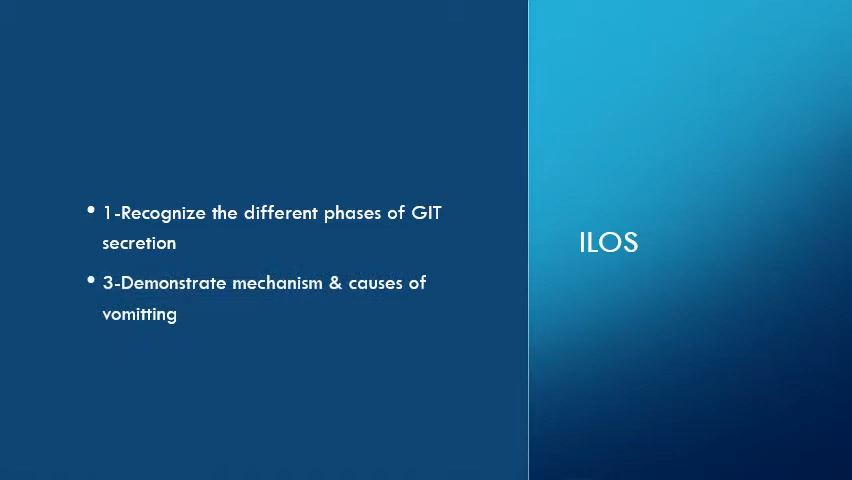 • 1-Recognize the different phases of GIT
secretion
• 3-Demonstrate mechanism & causes of
vomitting
ILOS